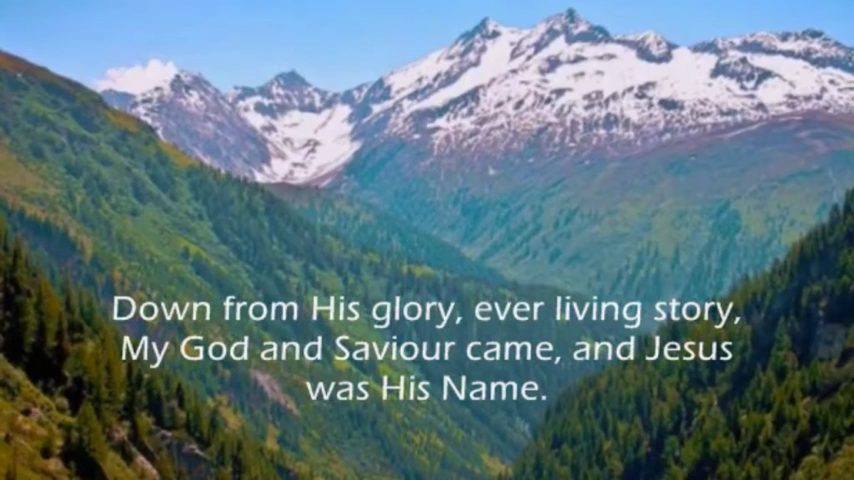 Down from His glory, ever living story,
My God and Saviour came, and Jesus
was His Name.